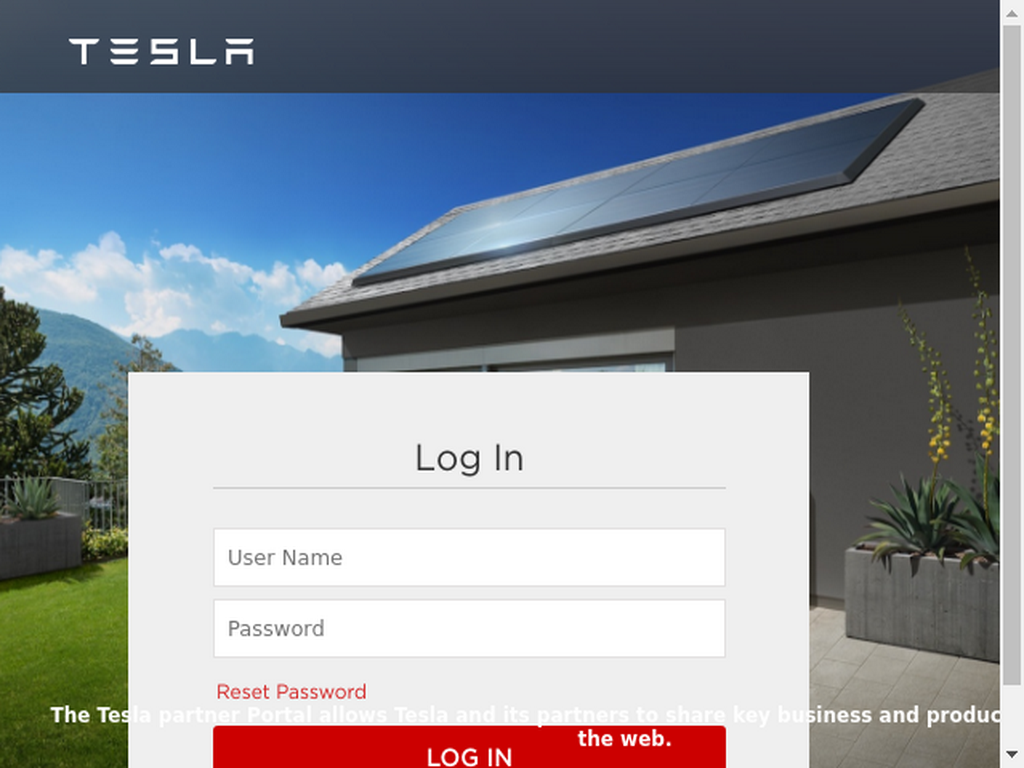 TESLA
Log In
User Name
Password
Reset Password
The Tesla partner Portal allows Tesla and its partners to share key business and produc
the web.
LOG IN